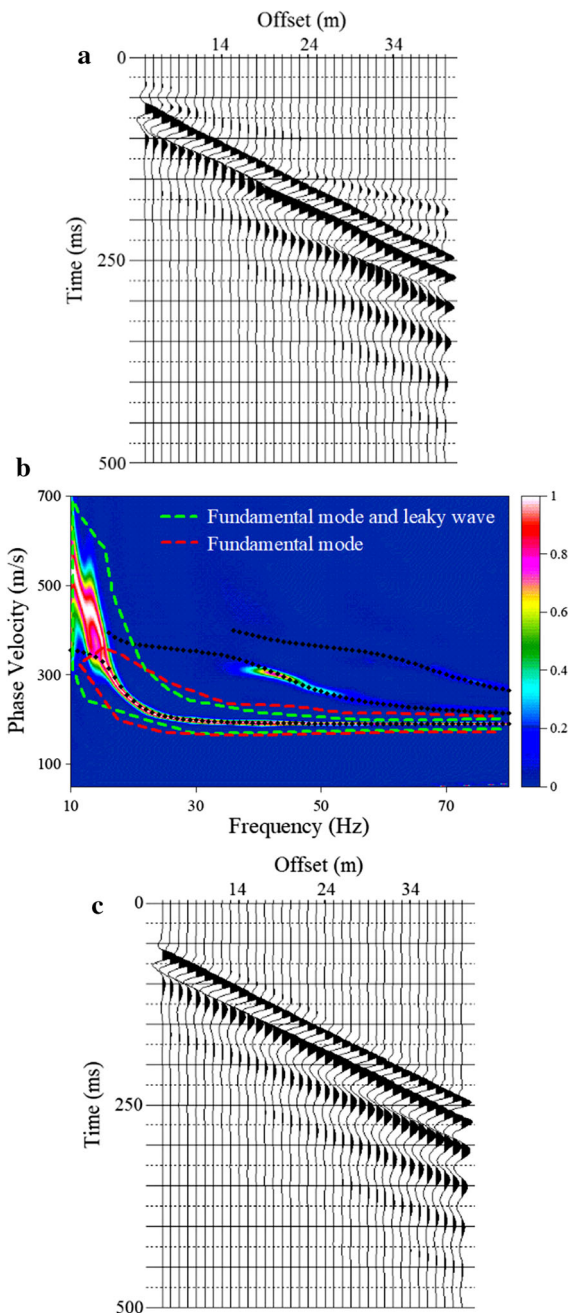 Offset (m)
14 24 34
a
0
250
500
Time (ms)
b
700
500
300
100
Phase Velocity (m/s)
Fundamental mode and leaky wave
Fundamental mode
1
0.8
0.6
0.4
0.2
0
10 30 50 70
Frequency (Hz)
Offset (m)
14 24 34
c
0
250
500
Time (ms)